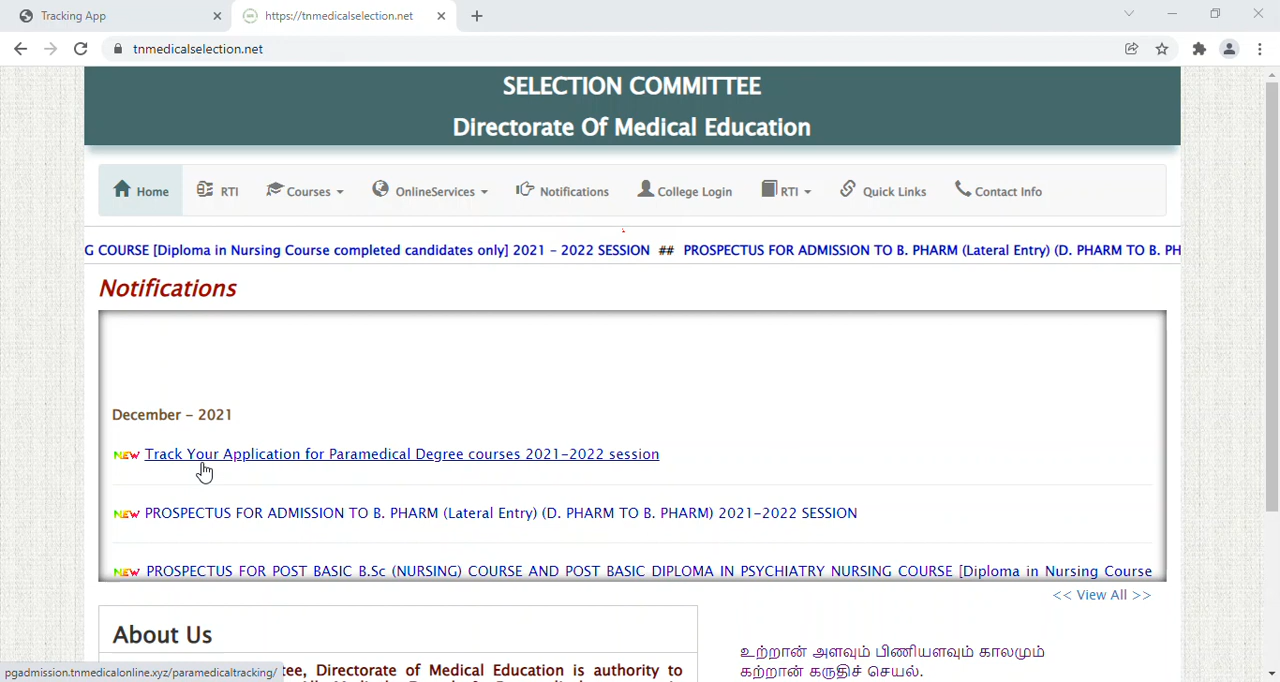 Tracking App
https://tnmedicalselection.net
tnmedicalselection.net
SELECTION COMMITTEE
Directorate Of Medical Education
Home RTI Courses OnlineServices Notifications College Login RTI Quick Links Contact Info
G COURSE [Diploma in Nursing Course completed candidates only] 2021 - 2022 SESSION ## PROSPECTUS FOR ADMISSION TO B. PHARM (Lateral Entry) (D. PHARM TO B. PH
Notifications
December - 2021
NEW Track Your Application for Paramedical Degree courses 2021-2022 session
NEW PROSPECTUS FOR ADMISSION TO B. PHARM (Lateral Entry) (D. PHARM TO B. PHARM) 2021-2022 SESSION
NEW PROSPECTUS FOR POST BASIC B.Sc (NURSING) COURSE AND POST BASIC DIPLOMA IN PSYCHIATRY NURSING COURSE [Diploma in Nursing Course
<< View All >>
About Us
உற்றான் அளவும் பிணியளவும் காலமும்
கற்றான் கருதிச் செயல்.
tee, Directorate of Medical Education is authority to
pgadmission.tnmedicalonline.xyz/paramedicaltracking/